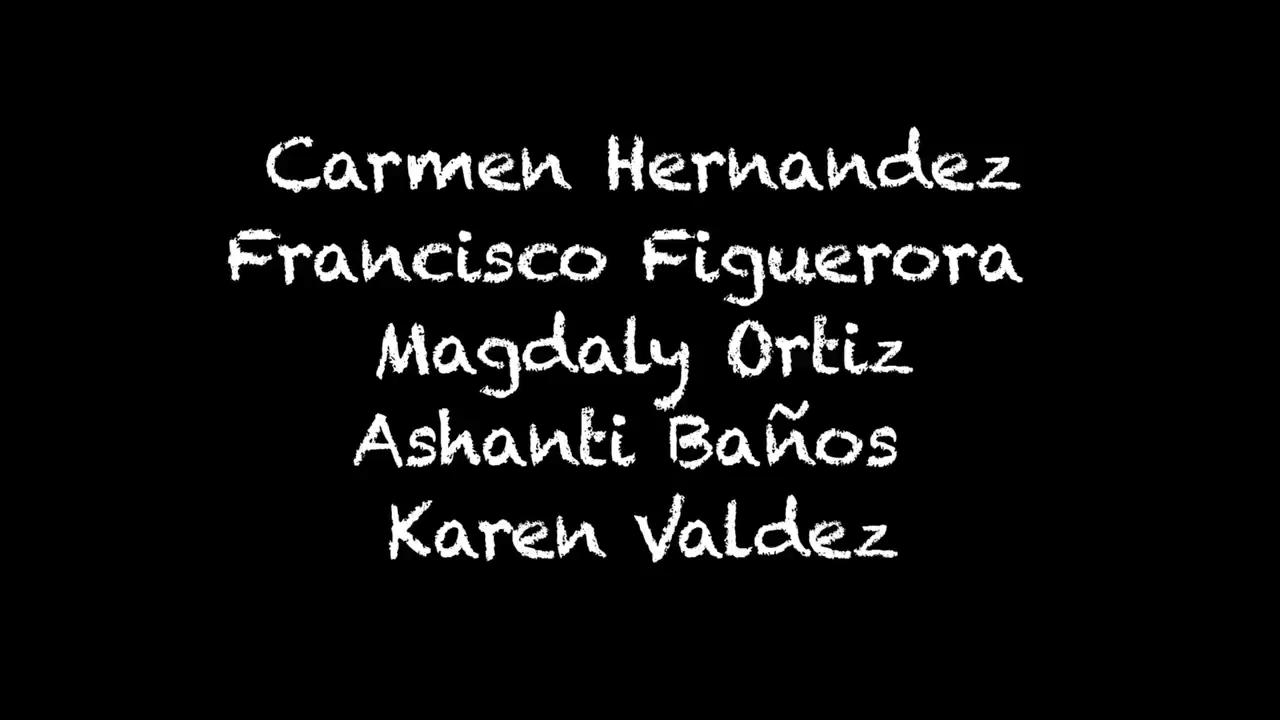 Carmen Hernandez
Francisco Figuerora
Magdaly Ortiz
Ashanti Baños
Karen Valdez